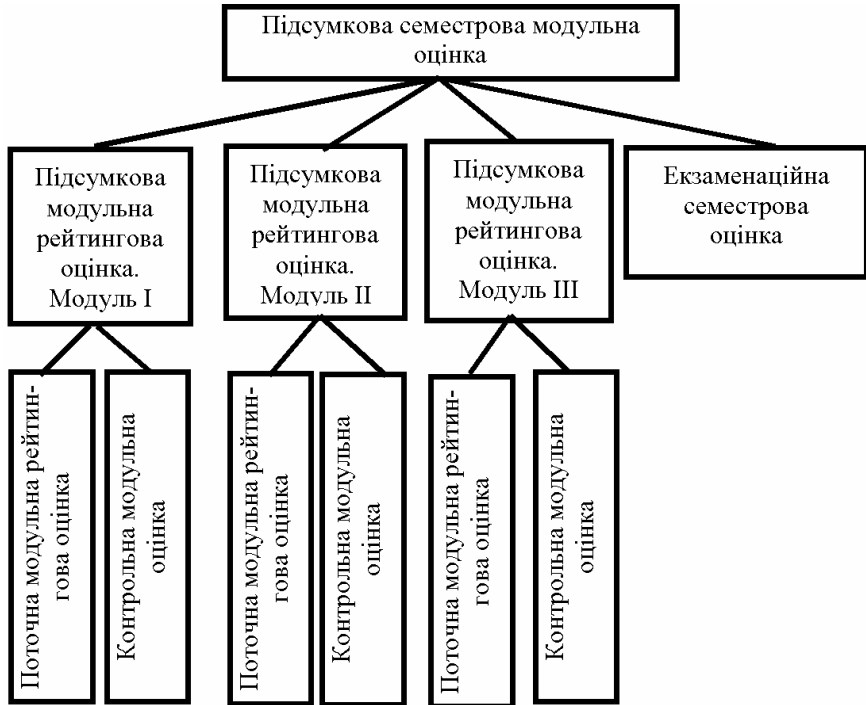 Підсумкова семестрова модульна
оцінка
Підсумкова
модульна
рейтингова
оцінка.
Модуль I
Підсумкова
модульна
рейтингова
оцінка.
Модуль II
Підсумкова
модульна
рейтингова
оцінка.
Модуль III
Екзаменаційна
семестрова
оцінка
Поточна модульна рейтин-
гова оцінка
Контрольна модульна
оцінка
Поточна модульна рейтин-
гова оцінка
Контрольна модульна
оцінка
Поточна модульна рейтин-
гова оцінка
Контрольна модульна
оцінка